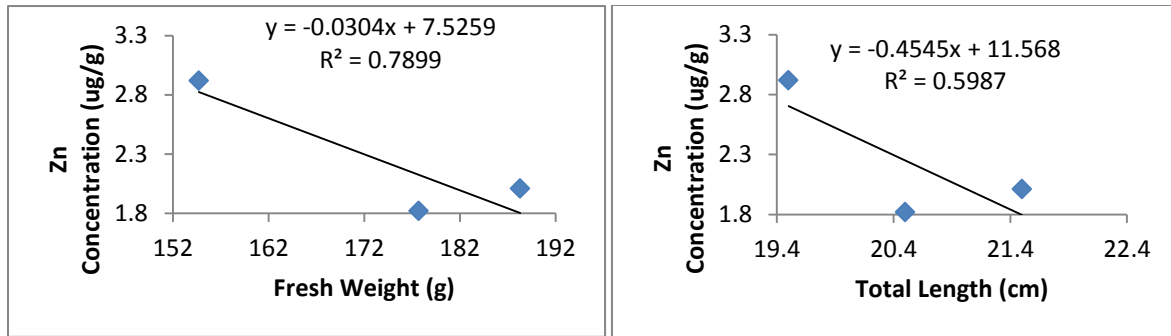 y = -0.0304x + 7.5259
R² = 0.7899
3.3
2.8
2.3
1.8
Zn
Concentration (ug/g)
152 162 172 182 192
Fresh Weight (g)
y = -0.4545x + 11.568
R² = 0.5987
3.3
2.8
2.3
1.8
Zn
Concentration (ug/g)
19.4 20.4 21.4 22.4
Total Length (cm)